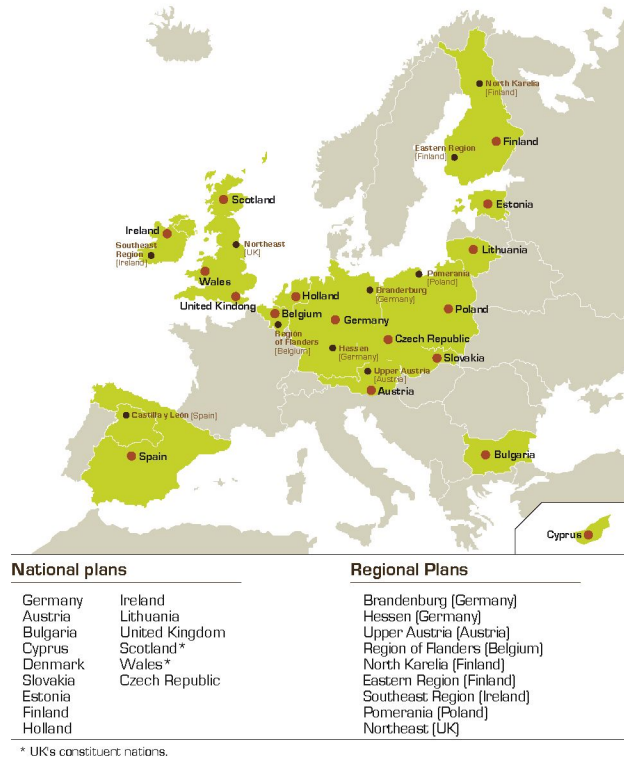 North Karelia
[Finland]
Eastern Region
[Finland]
Finland
Scotland
Estonia
Ireland
Southeast
Region
[Ireland]
Northeast
[UK]
Lithuania
Wales
Pomerania
[Poland]
Branderburg
[Germany]
Holland
United Kindong
Belgium
Poland
Germany
Region
of Flanders
[Belgium]
Czech Republic
Hessen
[Germany]
Slovakia
Upper Austria
[Austria]
Austria
Castilla y León [Spain]
Spain
Bulgaria
Cyprus
National plans
Germany
Austria
Bulgaria
Cyprus
Denmark
Slovakia
Estonia
Finland
Holland
Ireland
Lithuania
United Kingdom
Scotland*
Wales*
Czech Republic
Regional Plans
Brandenburg (Germany)
Hessen (Germany)
Upper Austria (Austria)
Region of Flanders (Belgium)
North Karelia (Finland)
Eastern Region (Finland)
Southeast Region (Ireland)
Pomerania (Poland)
Northeast (UK)
* UK's constituent nations.